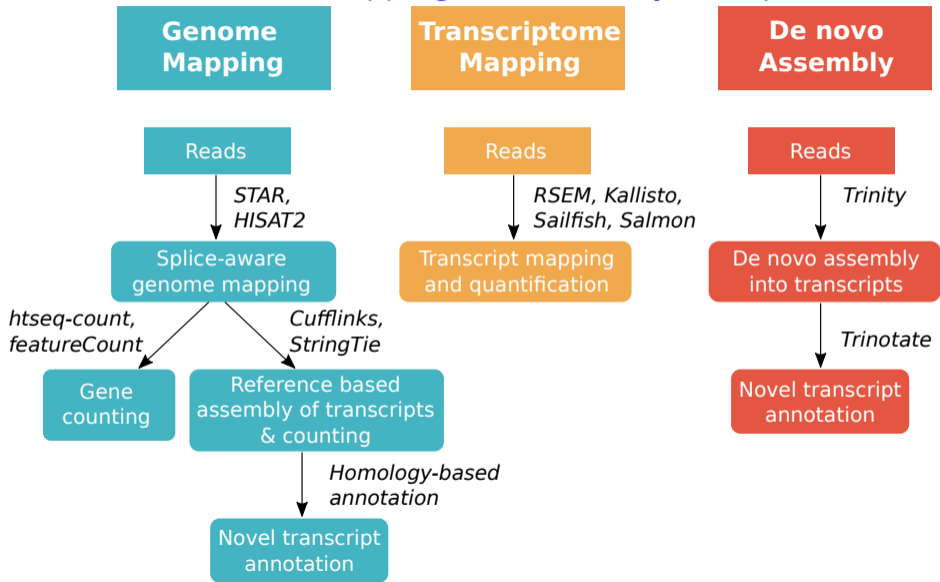 Genome
Mapping
Transcriptome
Mapping
De novo
Assembly
Reads
Reads
Reads
STAR,
HISAT2
RSEM, Kallisto,
Sailfish, Salmon
Trinity
Splice-aware
genome mapping
Transcript mapping
and quantification
De novo assembly
into transcripts
htseq-count,
featureCount
Cufflinks,
StringTie
Trinotate
Gene
counting
Reference based
assembly of transcripts
& counting
Novel transcript
annotation
Homology-based
annotation
Novel transcript
annotation